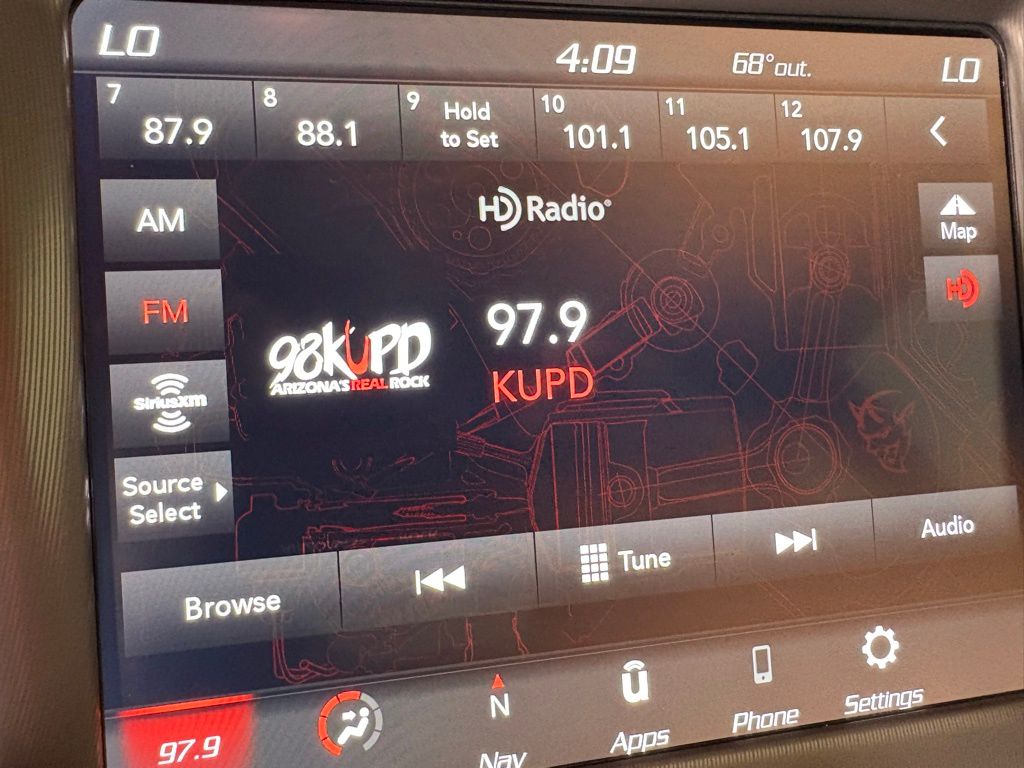 LO
4:09
68° out.
LO
7
87.9
8
88.1
9
Hold
to Set
10
101.1
11
105.1
12
107.9
AM
HD Radio®
Map
FM
HD
98KUPD
ARIZONA'S REAL ROCK
97.9
KUPD
SiriusXm
Source
Select
Browse
Tune
Audio
97.9
N
Nav
u
Apps
Phone
Settings